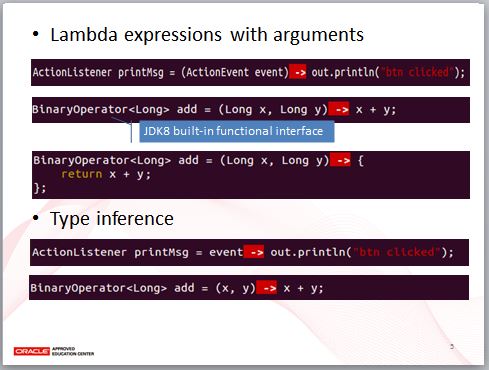 • Lambda expressions with arguments
ActionListener printMsg = (ActionEvent event) -> out.println("btn clicked");
BinaryOperator<Long> add = (Long x, Long y) -> x + y;
JDK8 built-in functional interface
BinaryOperator<Long> add = (Long x, Long y) -> {
return x + y;
};
• Type inference
ActionListener printMsg = event -> out.println("btn clicked");
BinaryOperator<Long> add = (x, y) -> x + y;
ORACLE APPROVED
EDUCATION CENTER
5